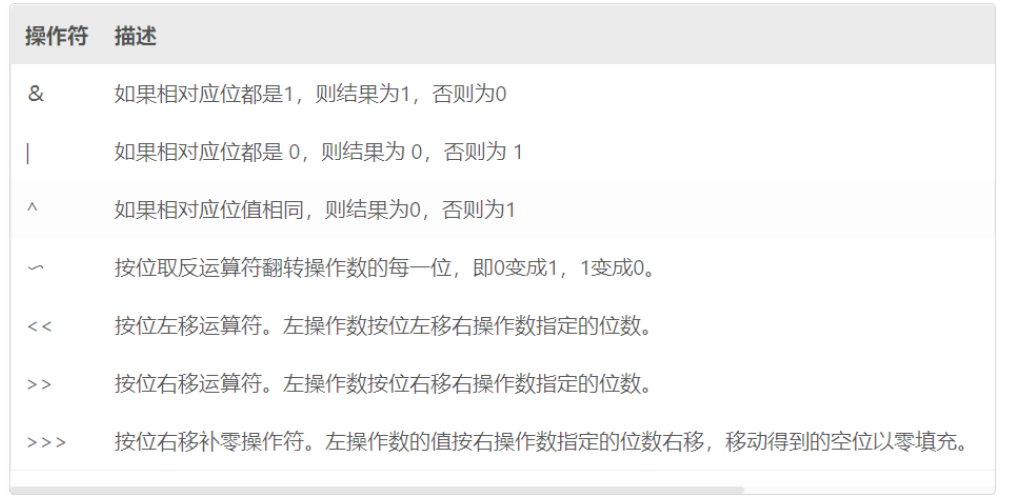 操作符 描述
& 如果相对应位都是1，则结果为1，否则为0
| 如果相对应位都是 0，则结果为 0，否则为 1
^ 如果相对应位值相同，则结果为0，否则为1
〜 按位取反运算符翻转操作数的每一位，即0变成1，1变成0。
<< 按位左移运算符。左操作数按位左移右操作数指定的位数。
>> 按位右移运算符。左操作数按位右移右操作数指定的位数。
>>> 按位右移补零操作符。左操作数的值按右操作数指定的位数右移，移动得到的空位以零填充。